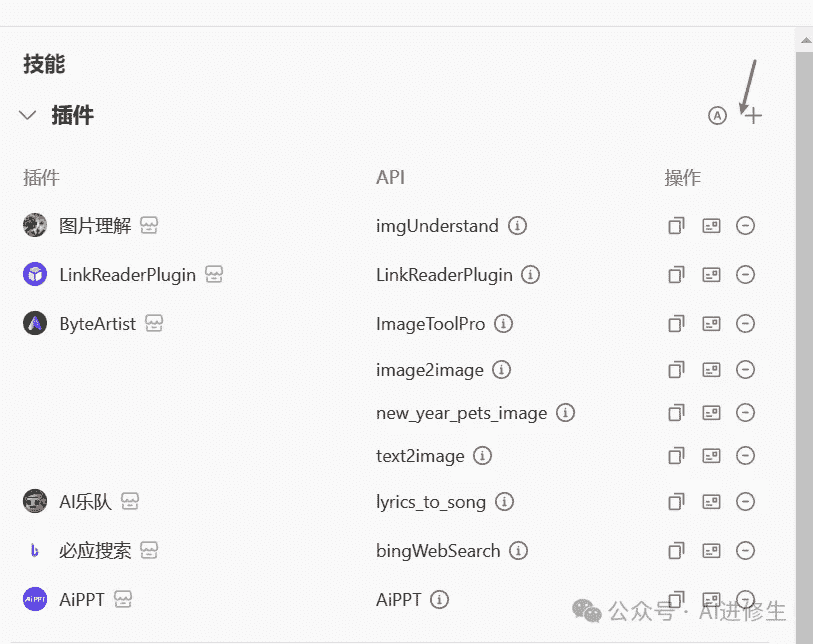 技能
插件
A
插件 API 操作
图片理解 imgUnderstand
LinkReaderPlugin LinkReaderPlugin
ByteArtist ImageToolPro
image2image
new_year_pets_image
text2image
AI乐队 lyrics_to_song
必应搜索 bingWebSearch
AiPPT AiPPT AiPPT
公众号 · AI进修生